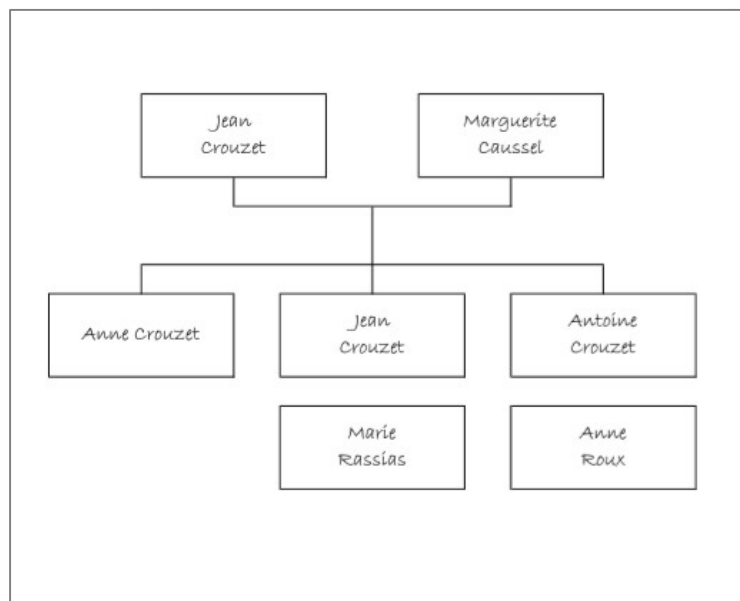 Jean
Crouzet
Marguerite
Caussel
Anne Crouzet
Jean
Crouzet
Antoine
Crouzet
Marie
Rassias
Anne
Roux